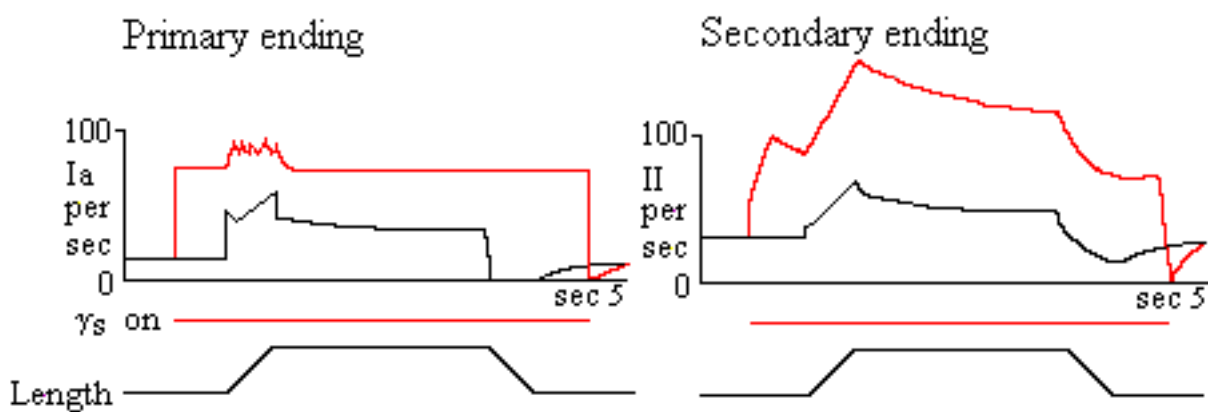 Primary ending
100
Ia
per
sec
0
sec 5
γs on
Length
Secondary ending
100
II
per
sec
0
sec 5